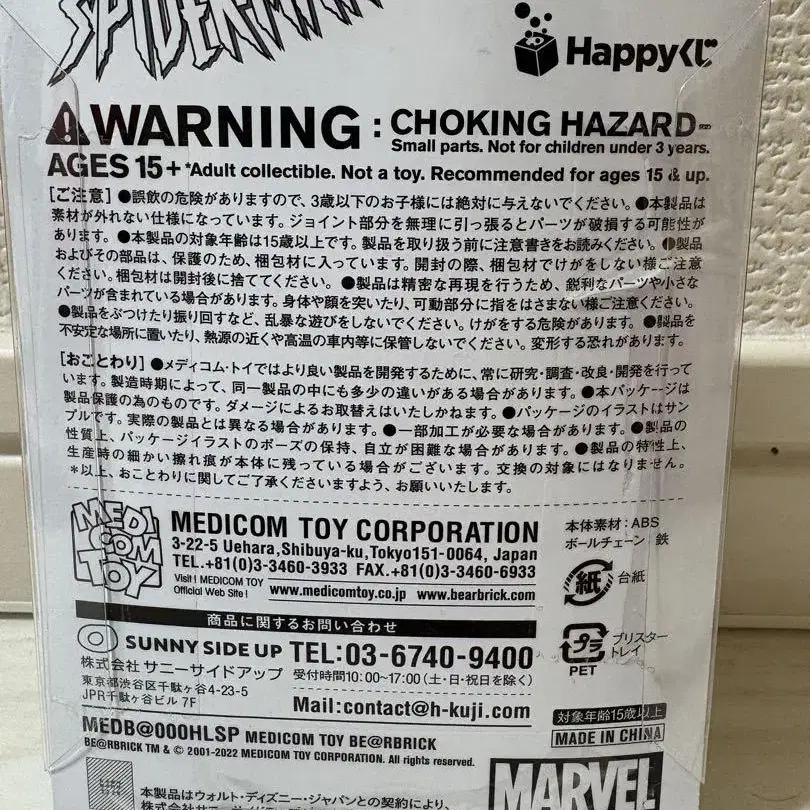 SPIDER-MAN
Happyくじ
WARNING : CHOKING HAZARD
Small parts. Not for children under 3 years.
AGES 15+ *Adult collectible. Not a toy. Recommended for ages 15 & up.
[ご注意] ●誤飲の危険がありますので、3歳以下のお子様には絶対に与えないでください。●本製品は
素材が外れない仕様になっています。ジョイント部分を無理に引っ張るとパーツが破損する可能性が
あります。●本製品の対象年齢は15歳以上です。製品を取り扱う前に注意書きをお読みください。●製品
およびその部品は、保護のため、梱包材に入っています。開封の際、梱包材でけがをしない様ご注意
ください。梱包材は開封後に捨ててください。●製品は精密な再現を行うため、鋭利なパーツや小さな
パーツが含まれている場合があります。身体や顔を突いたり、可動部分に指をはさまない様ご注意ください。
●製品をぶつけたり振り回すなど、乱暴な遊びをしないでください。けがをする危険があります。●製品を
不安定な場所に置いたり、熱源の近くや高温の車内等に保管しないでください。変形する恐れがあります。
[おことわり] ●メディコム・トイではより良い製品を開発するために、常に研究・調査・改良・開発を行って
います。製造時期によって、同一製品の中にも多少の違いがある場合があります。●本パッケージは
製品保護の為のものです。ダメージによるお取替えはいたしかねます。●パッケージのイラストはサン
プルです。実際の製品とは異なる場合があります。●一部加工が必要な場合があります。●製品の
性質上、パッケージイラストのポーズの保持、自立が困難な場合があります。●製品の特性上、
生産時の細かい擦れ痕が本体に残っている場合がございます。交換の対象にはなりません。
*以上、おことわりに関してご了承くださいますよう、お願いいたします。
MEDI
COM
TOY
MEDICOM TOY CORPORATION
3-22-5 Uehara,Shibuya-ku,Tokyo151-0064, Japan
TEL.+81(0)3-3460-3933 FAX.+81(0)3-3460-6933
Visit ! MEDICOM TOY
Official Web Site !
www.medicomtoy.co.jp www.bearbrick.com
本体素材：ABS
ボールチェーン 鉄
紙
台紙
商品に関するお問い合わせ
SUNNY SIDE UP
株式会社 サニーサイドアップ
東京都渋谷区千駄ヶ谷4-23-5
JPR千駄ヶ谷ビル 7F
TEL:03-6740-9400
受付時間10:00~17:00(土・日・祝日を除く)
Mail:contact@h-kuji.com
プラ
PET
ブリスター
トレイ
対象年齢15歳以上
MADE IN CHINA
MEDB@000HLSP MEDICOM TOY BE@RBRICK
BE@RBRICK TM & © 2001-2022 MEDICOM TOY CORPORATION. All rights reserved.
本製品はウォルト・ディズニー・ジャパンとの契約により、
MARVEL